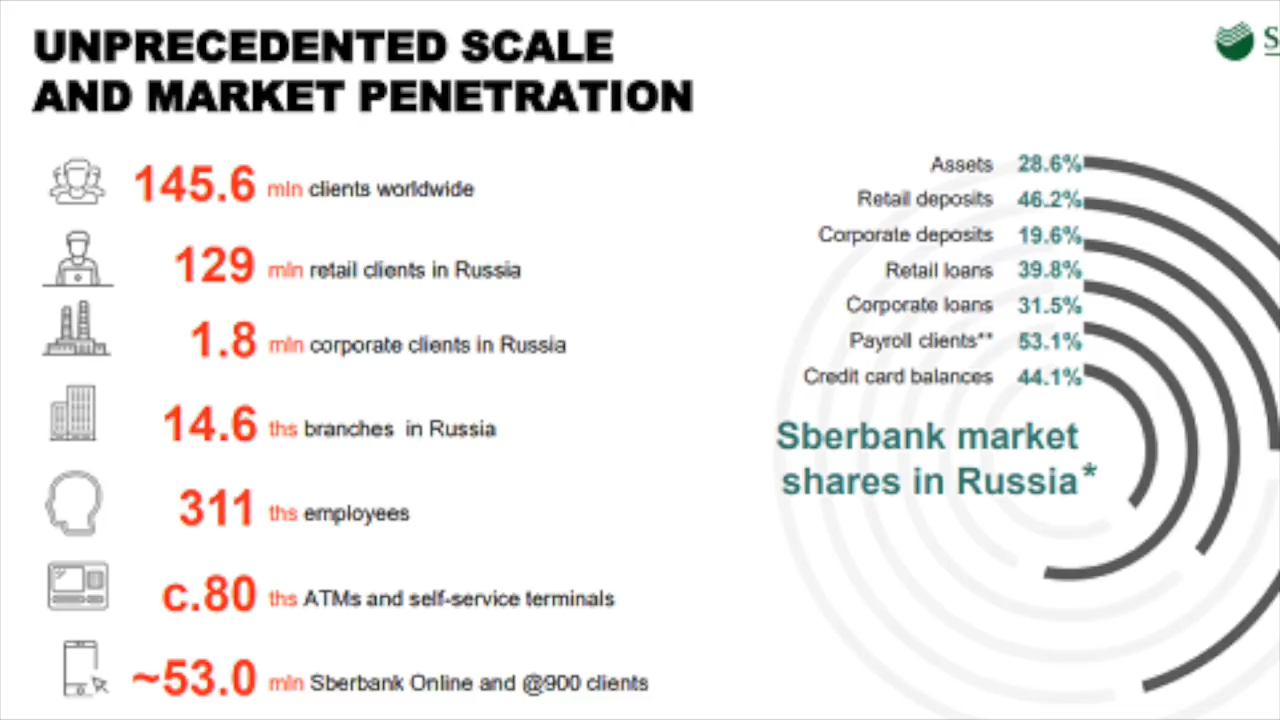 UNPRECEDENTED SCALE
AND MARKET PENETRATION
S
145.6 mln clients worldwide
129 mln retail clients in Russia
1.8 mln corporate clients in Russia
14.6 ths branches in Russia
311 ths employees
c.80 ths ATMs and self-service terminals
~53.0 mln Sberbank Online and @900 clients
Assets 28.6%
Retail deposits 46.2%
Corporate deposits 19.6%
Retail loans 39.8%
Corporate loans 31.5%
Payroll clients** 53.1%
Credit card balances 44.1%
Sberbank market
shares in Russia*